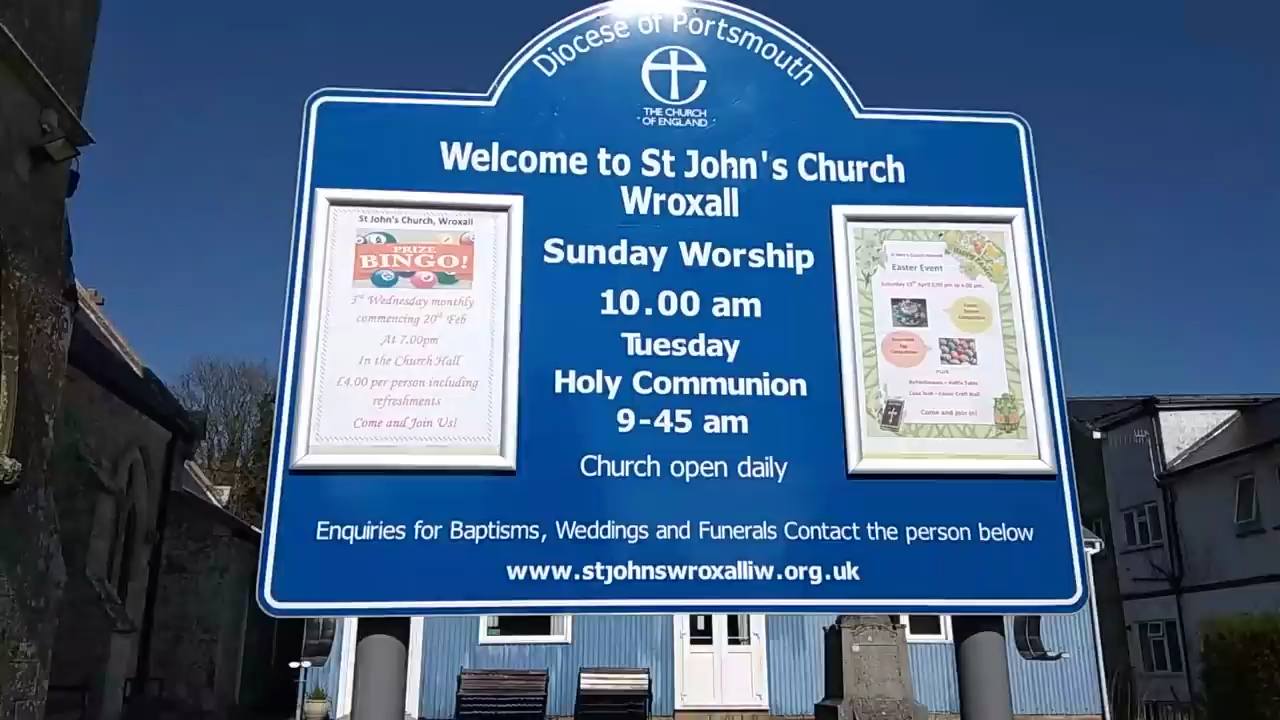 Diocese of Portsmouth
THE CHURCH
OF ENGLAND
Welcome to St John's Church
Wroxall
St John's Church, Wroxall
PRIZE
BINGO!
3rd Wednesday monthly
commencing 20th Feb
At 7.00pm
In the Church Hall
£4.00 per person including
refreshments
Come and Join Us!
Sunday Worship
10.00 am
Tuesday
Holy Communion
9-45 am
Church open daily
Easter Event
PLUS
Come and join in!
Enquiries for Baptisms, Weddings and Funerals Contact the person below
www.stjohnswroxalliw.org.uk